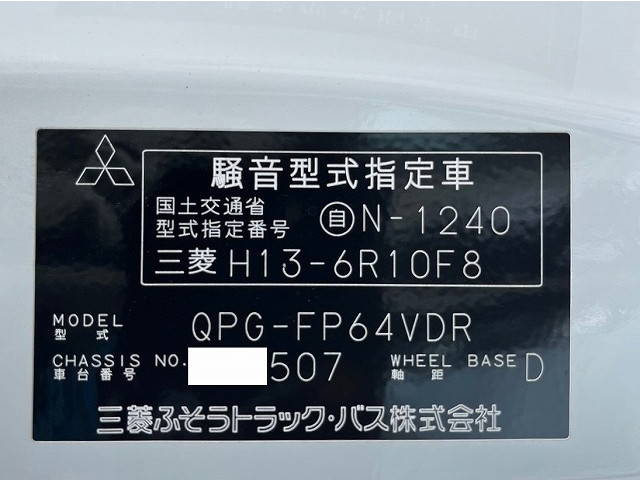 騒音型式指定車
国土交通省
型式指定番号 自N-1240
三菱 H13-6R10F8
MODEL
型式 QPG-FP64VDR
CHASSIS NO. 507 WHEEL BASE D
車台番号 軸距
三菱ふそうトラック・バス株式会社